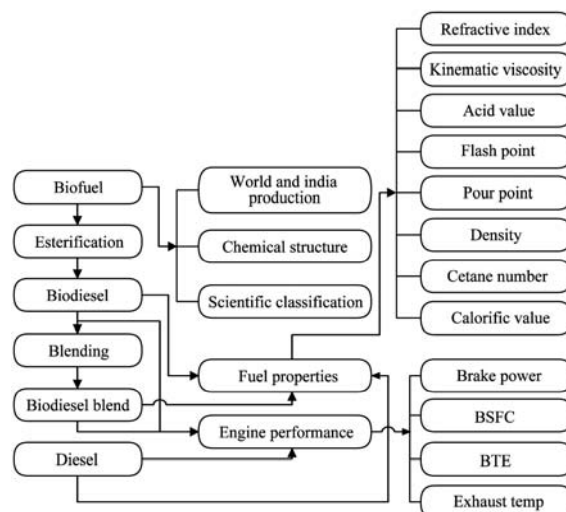 Refractive index
Kinematic viscosity
Acid value
Flash point
Pour point
Density
Cetane number
Calorific value
Biofuel
Esterification
Biodiesel
Blending
Biodiesel blend
Diesel
World and india
production
Chemical structure
Scientific classification
Fuel properties
Engine performance
Brake power
BSFC
BTE
Exhaust temp